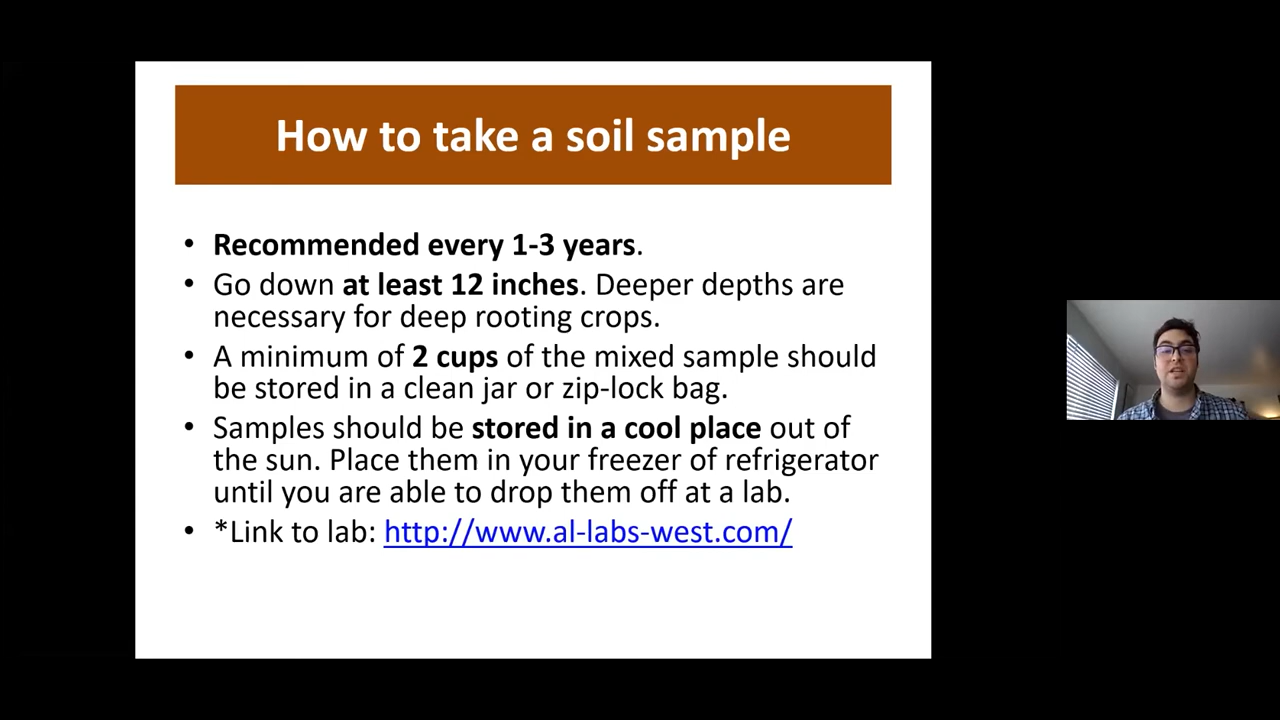 How to take a soil sample
• Recommended every 1-3 years.
• Go down at least 12 inches. Deeper depths are
necessary for deep rooting crops.
• A minimum of 2 cups of the mixed sample should
be stored in a clean jar or zip-lock bag.
• Samples should be stored in a cool place out of
the sun. Place them in your freezer of refrigerator
until you are able to drop them off at a lab.
• *Link to lab: http://www.al-labs-west.com/